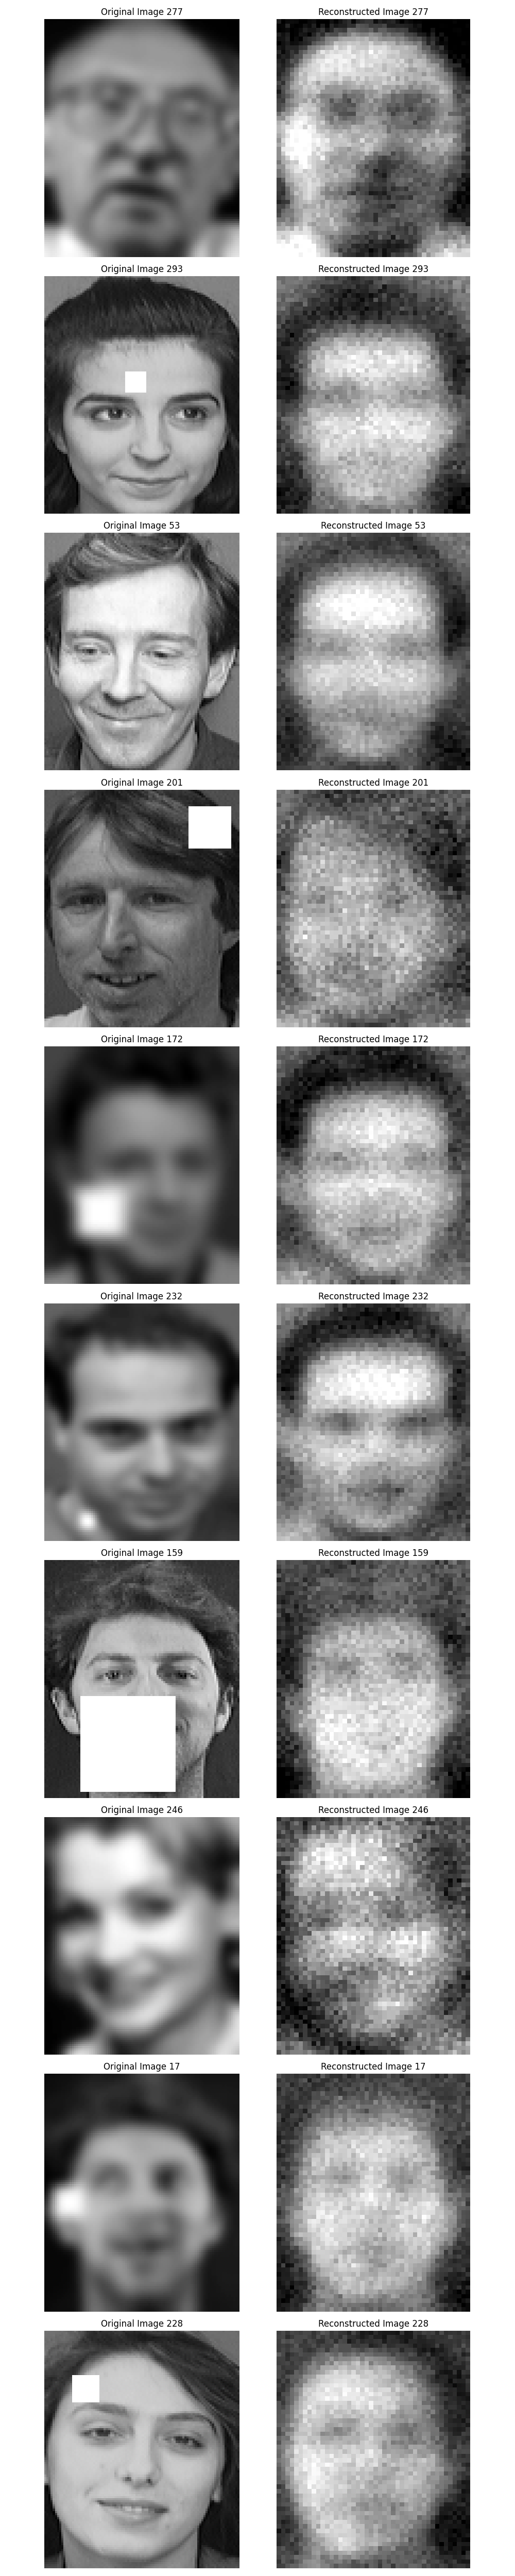 Original Image 277 Reconstructed Image 277
Original Image 293 Reconstructed Image 293
Original Image 53 Reconstructed Image 53
Original Image 201 Reconstructed Image 201
Original Image 172 Reconstructed Image 172
Original Image 232 Reconstructed Image 232
Original Image 159 Reconstructed Image 159
Original Image 246 Reconstructed Image 246
Original Image 17 Reconstructed Image 17
Original Image 228 Reconstructed Image 228